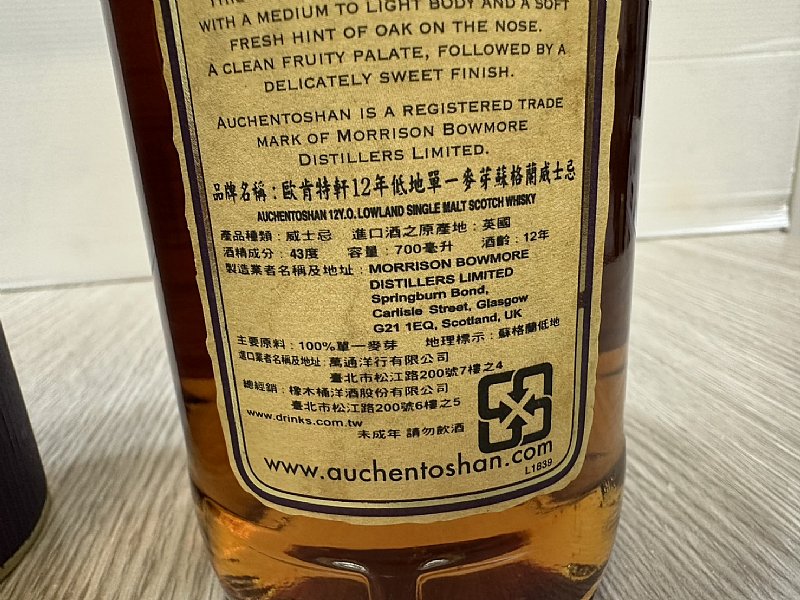 WITH A MEDIUM TO LIGHT BODY AND A SOFT
FRESH HINT OF OAK ON THE NOSE.
A CLEAN FRUITY PALATE, FOLLOWED BY A
DELICATELY SWEET FINISH.
AUCHENTOSHAN IS A REGISTERED TRADE
MARK OF MORRISON BOWMORE
DISTILLERS LIMITED.
品牌名稱：歐肯特軒12年低地單一麥芽蘇格蘭威士忌
AUCHENTOSHAN 12Y.O. LOWLAND SINGLE MALT SCOTCH WHISKY
產品種類：威士忌 進口酒之原產地：英國
酒精成分：43度 容量：700毫升 酒齡：12年
製造業者名稱及地址：MORRISON BOWMORE
DISTILLERS LIMITED
Springburn Bond,
Carlisle Street, Glasgow
G21 1EQ, Scotland, UK
主要原料：100%單一麥芽 地理標示：蘇格蘭低地
進口業者名稱及地址：萬通洋行有限公司
臺北市松江路200號7樓之4
總經銷：橡木桶洋酒股份有限公司
臺北市松江路200號6樓之5
www.drinks.com.tw
未成年 請勿飲酒
www.auchentoshan.com
L1839